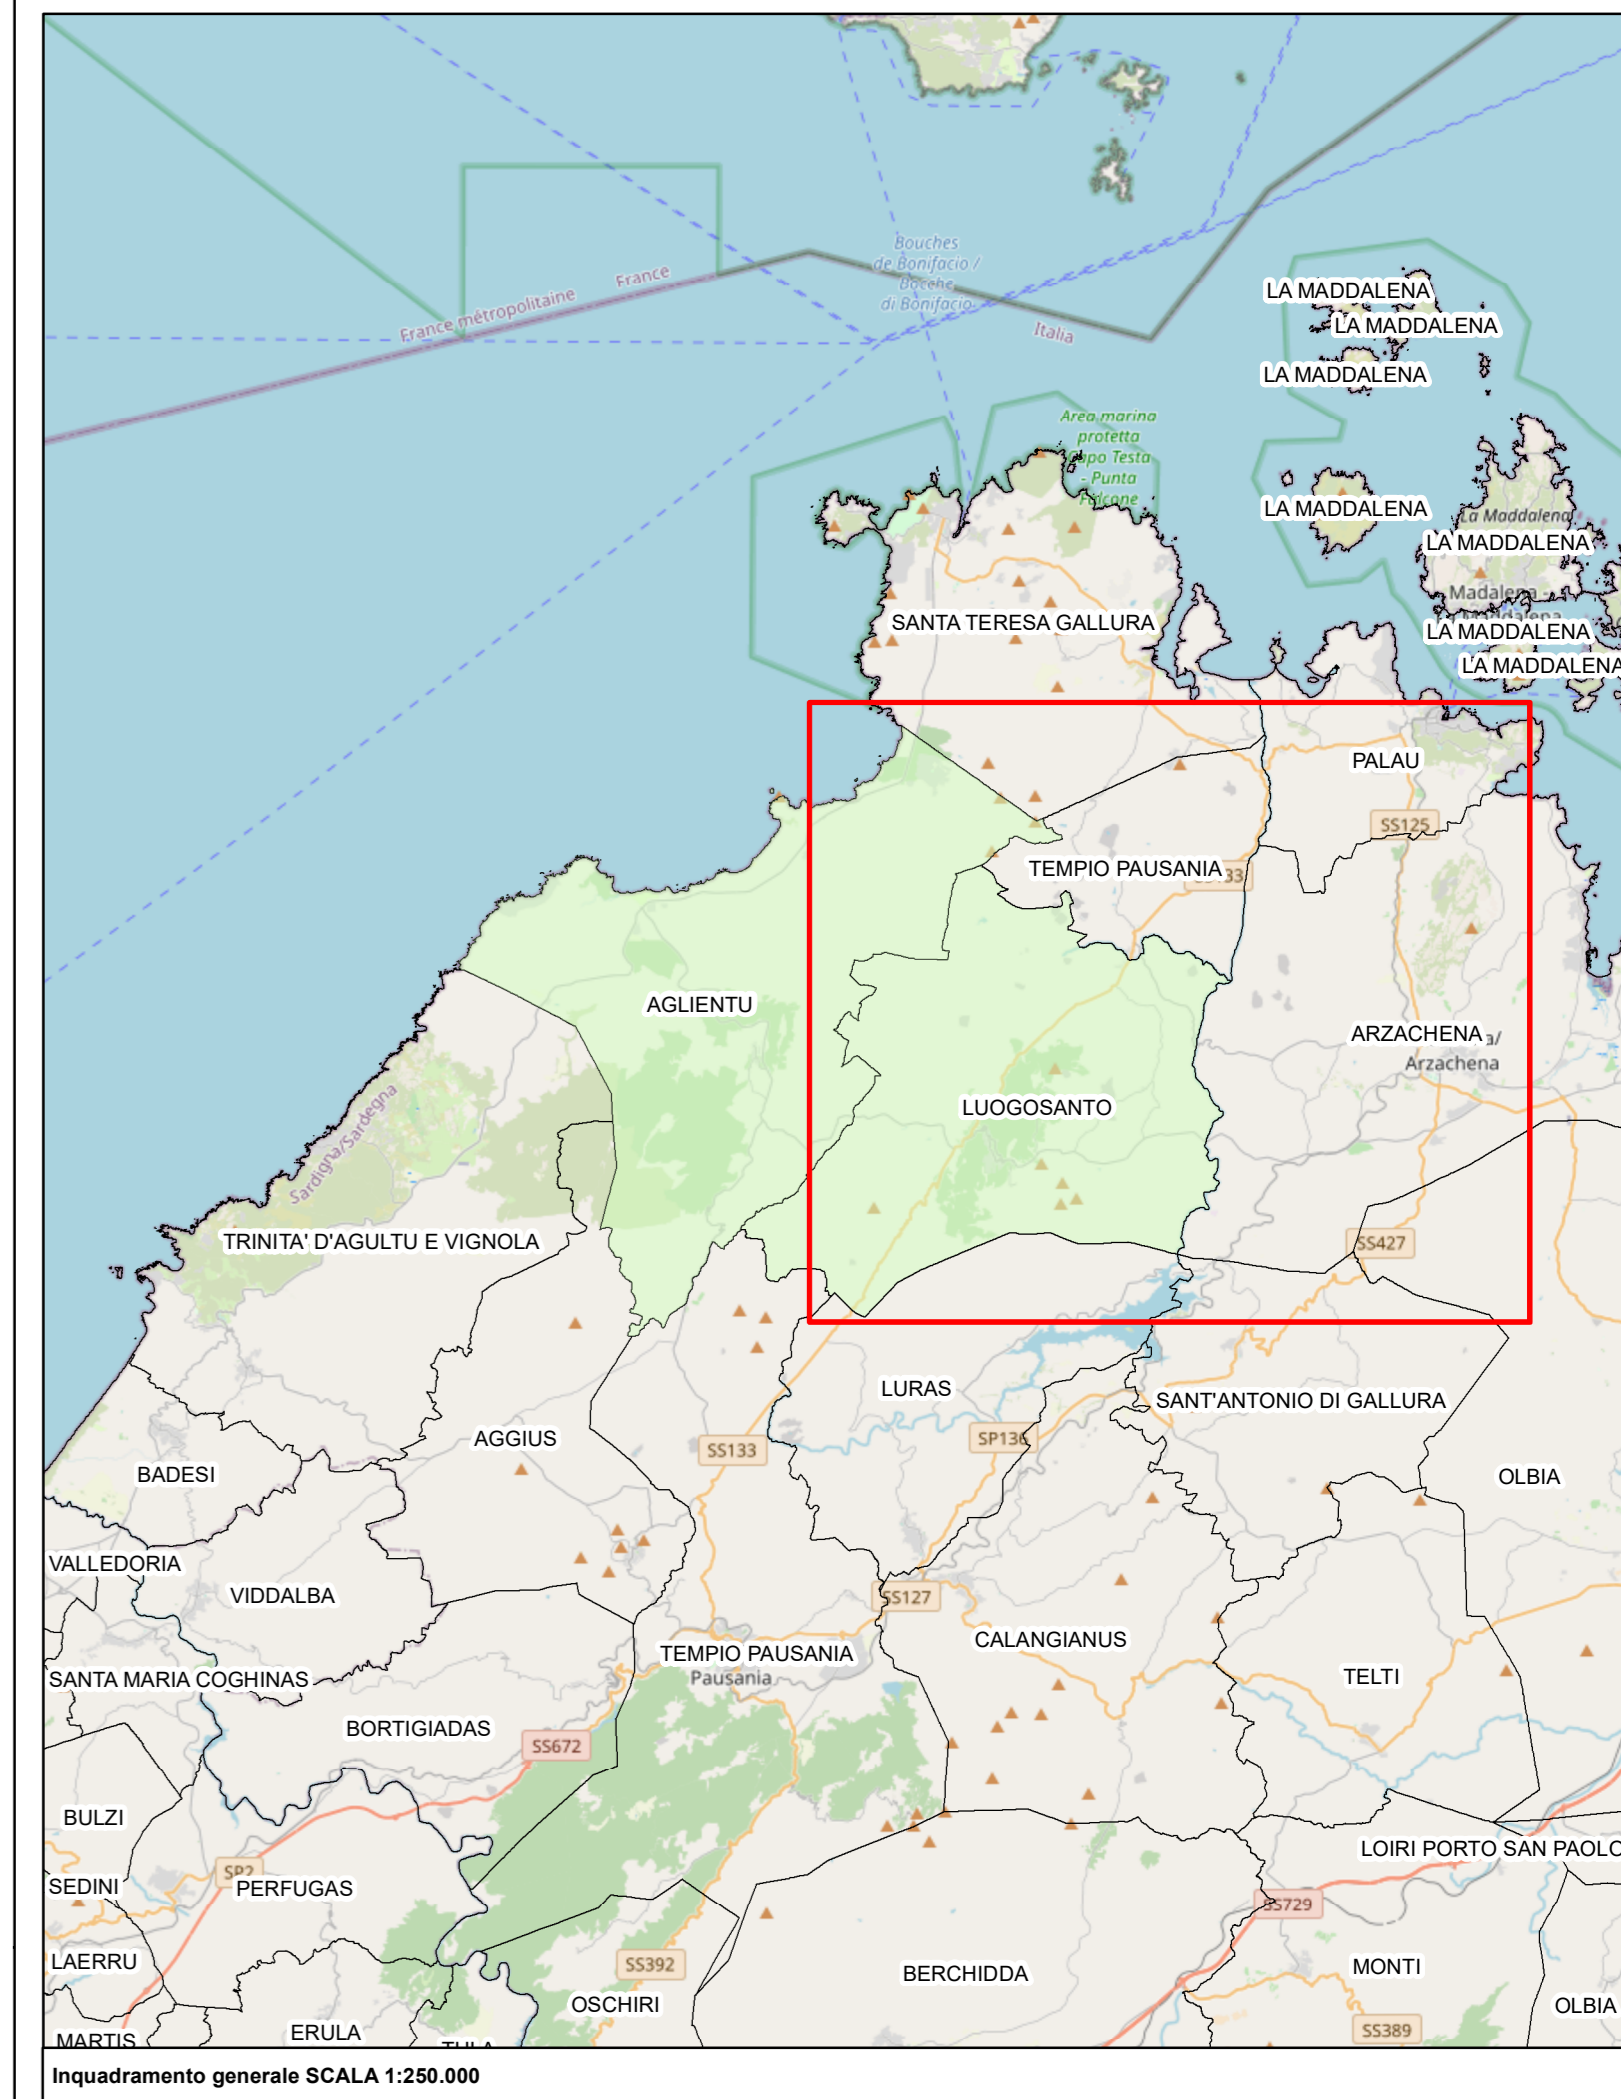 Bouches
de Bonifacio /
Bocche
di Bonifacio
France
France métropolitaine
Italia
LA MADDALENA
LA MADDALENA
LA MADDALENA
Area marina
protetta
Capo Testa
- Punta
Falcone
LA MADDALENA
La Maddalena
LA MADDALENA
Madalena -
La Maddalena
SANTA TERESA GALLURA
LA MADDALENA
LA MADDALENA
PALAU
SS125
TEMPIO PAUSANIA
AGLIENTU
ARZACHENA
Arzachena
LUOGOSANTO
Sardigna/Sardegna
TRINITA' D'AGULTU E VIGNOLA
SS427
LURAS
SANT'ANTONIO DI GALLURA
AGGIUS
SS133
SP136
BADESI
OLBIA
VALLEDORIA
VIDDALBA
SS127
TEMPIO PAUSANIA
Pausania
CALANGIANUS
TELTI
SANTA MARIA COGHINAS
BORTIGIADAS
SS672
BULZI
LOIRI PORTO SAN PAOLO
SP2
SEDINI
PERFUGAS
SS729
LAERRU
SS392
BERCHIDDA
MONTI
OSCHIRI
OLBIA
ERULA
SS389
MARTIS
TULA
Inquadramento generale SCALA 1:250.000